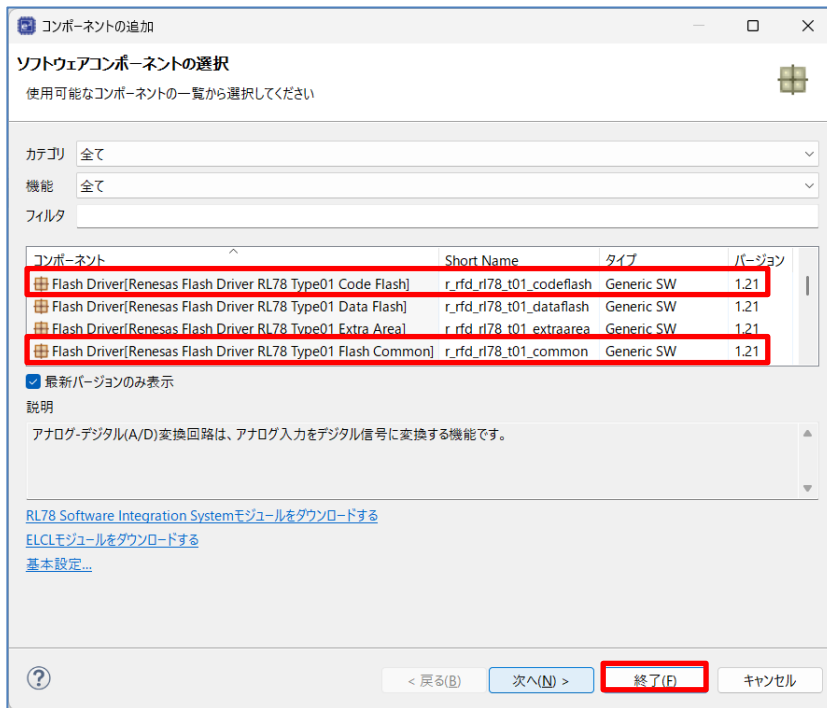 コンポーネントの追加
ソフトウェアコンポーネントの選択
使用可能なコンポーネントの一覧から選択してください
カテゴリ 全て
機能 全て
フィルタ
コンポーネント Short Name タイプ バージョン
Flash Driver[Renesas Flash Driver RL78 Type01 Code Flash] r_rfd_rl78_t01_codeflash Generic SW 1.21
Flash Driver[Renesas Flash Driver RL78 Type01 Data Flash] r_rfd_rl78_t01_dataflash Generic SW 1.21
Flash Driver[Renesas Flash Driver RL78 Type01 Extra Area] r_rfd_rl78_t01_extraarea Generic SW 1.21
Flash Driver[Renesas Flash Driver RL78 Type01 Flash Common] r_rfd_rl78_t01_common Generic SW 1.21
最新バージョンのみ表示
説明
アナログ-デジタル(A/D)変換回路は、アナログ入力をデジタル信号に変換する機能です。
RL78 Software Integration Systemモジュールをダウンロードする
ELCLモジュールをダウンロードする
基本設定...
? < 戻る(B) 次へ(N) > 終了(F) キャンセル